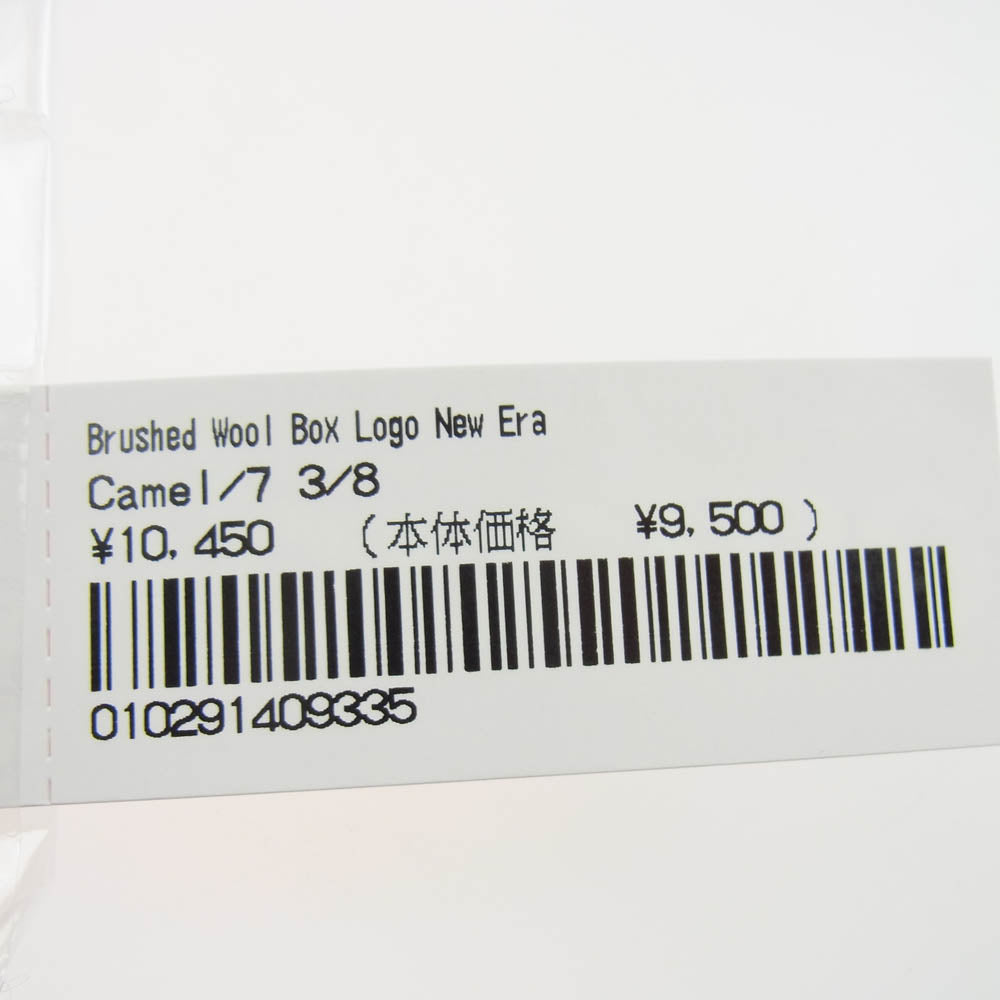 Brushed Wool Box Logo New Era
Camel/7 3/8
¥10,450 (本体価格 ¥9,500)
010291409335